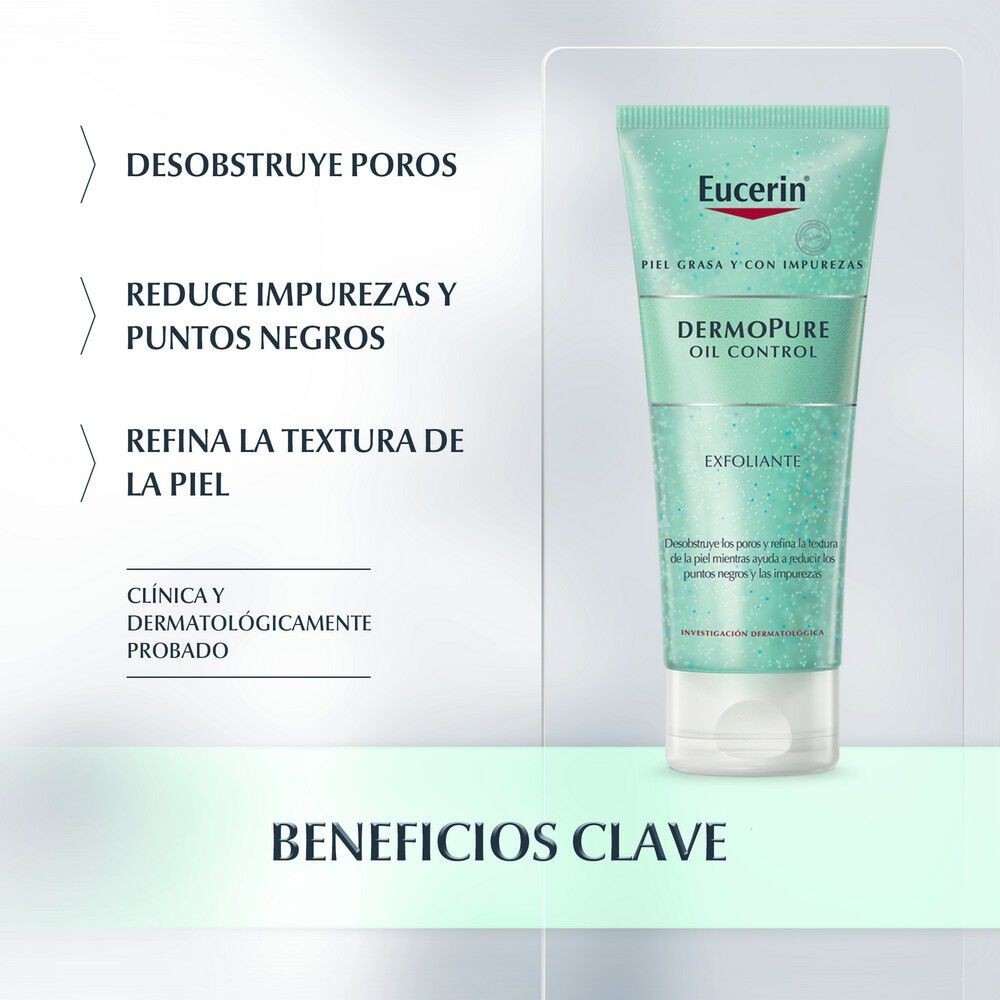 DESOBSTRUYE POROS
REDUCE IMPUREZAS Y
PUNTOS NEGROS
REFINA LA TEXTURA DE
LA PIEL
CLÍNICA Y
DERMATOLÓGICAMENTE
PROBADO
Eucerin®
PIEL GRASA Y CON IMPUREZAS
DERMOPURE
OIL CONTROL
EXFOLIANTE
Desobstruye los poros y refina la textura
de la piel mientras ayuda a reducir los
puntos negros y las impurezas
INVESTIGACIÓN DERMATOLÓGICA
BENEFICIOS CLAVE